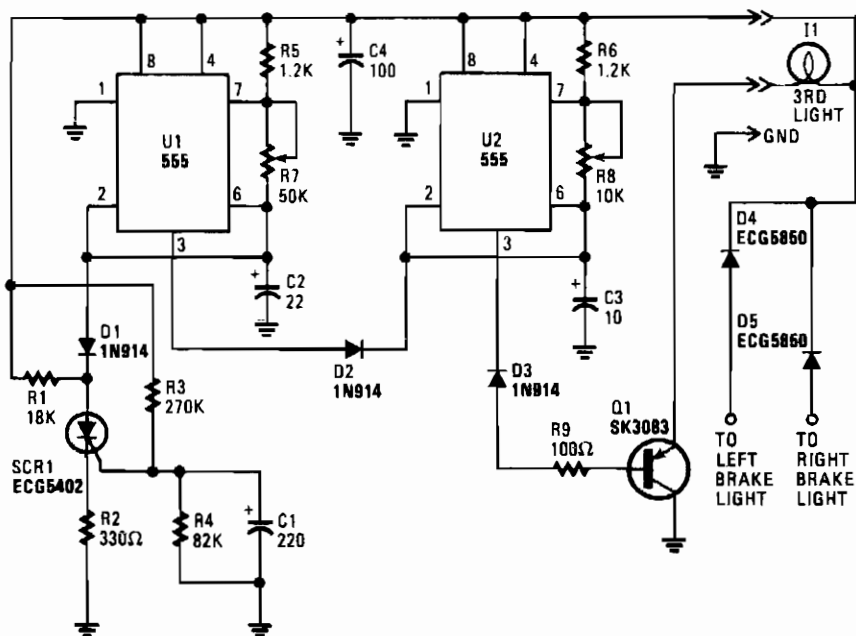 I1
3RD
LIGHT
GND
R5
1.2K
C4
100
+
R6
1.2K
8
4
1
7
U1
555
R7
50K
2
6
3
8
4
1
7
U2
555
R8
10K
2
6
3
+
C2
22
+
C3
10
D1
1N914
D2
1N914
D3
1N914
D4
ECG5860
D5
ECG5860
R1
18K
R3
270K
SCR1
ECG5402
R2
330Ω
R4
82K
+
C1
220
R9
100Ω
Q1
SK3083
TO
LEFT
BRAKE
LIGHT
TO
RIGHT
BRAKE
LIGHT